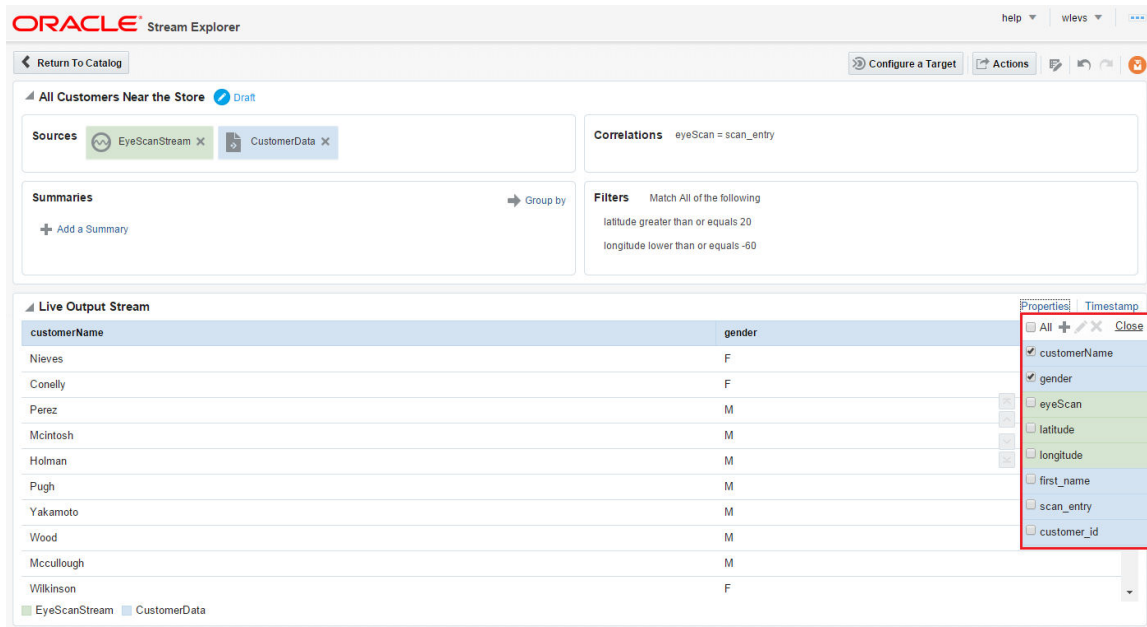 ORACLE® Stream Explorer
help wlevs
Return To Catalog
Configure a Target Actions
All Customers Near the Store Draft
Sources EyeScanStream CustomerData
Correlations eyeScan = scan_entry
Summaries Group by
Add a Summary
Filters Match All of the following
latitude greater than or equals 20
longitude lower than or equals -60
Live Output Stream
Properties Timestamp
All Close
customerName
gender
eyeScan
latitude
longitude
first_name
scan_entry
customer_id
customerName gender
Nieves F
Conelly F
Perez M
Mcintosh M
Holman M
Pugh M
Yakamoto M
Wood M
Mccullough M
Wilkinson F
EyeScanStream CustomerData